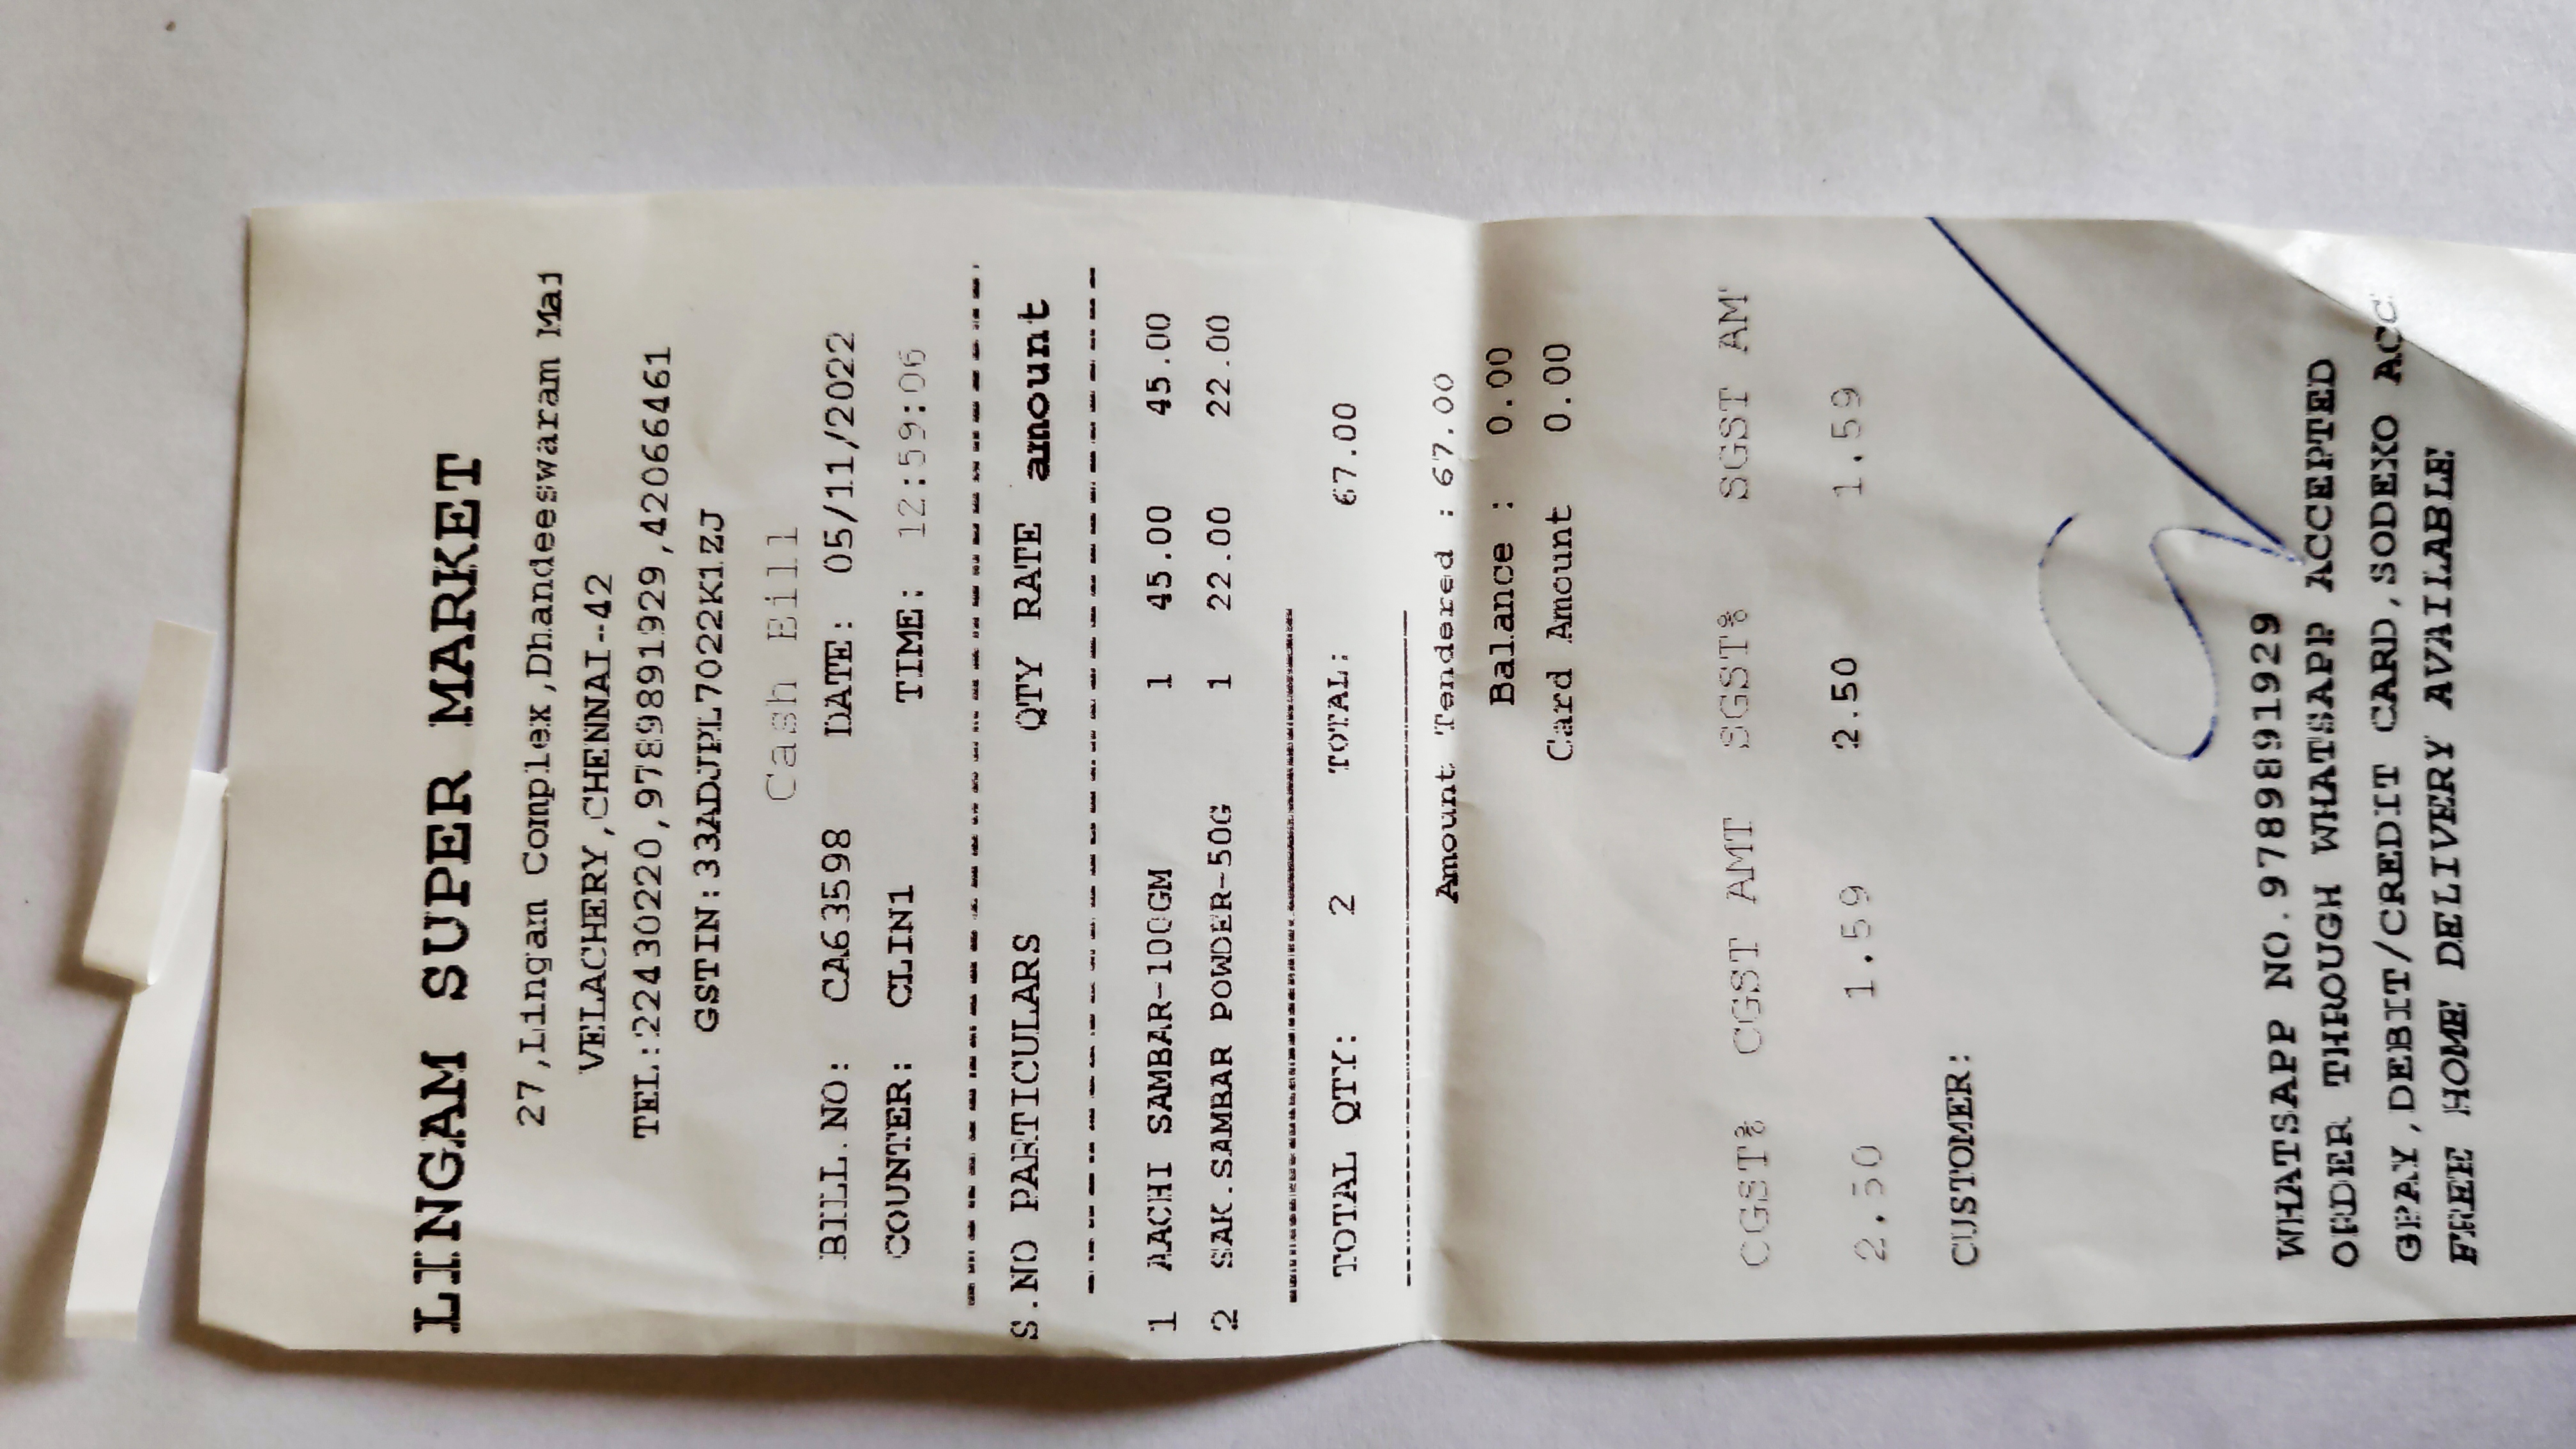 LINGAM SUPER MARKET
27,Lingam Complex,Dhandeeswaram Mai
VELACHERY,CHENNAI-42
TEL:22430220,9789891929,42066461
GSTIN:33ADJPL7022K1ZJ
Cash Bill
BILL.NO: CA63598 DATE: 05/11/2022
COUNTER: CLIN1 TIME: 12:59:06
S.NO PARTICULARS QTY RATE amount
1 AACHI SAMBAR-100GM 1 45.00 45.00
2 SAK.SAMBAR POWDER-50G 1 22.00 22.00
TOTAL QTY: 2 TOTAL: 67.00
Amount Tendered : 67.00
Balance : 0.00
Card Amount 0.00
CGST% CGST AMT SGST% SGST AM
2.50 1.59 2.50 1.59
CUSTOMER:
WHATSAPP NO.9789891929
ORDER THROUGH WHATSAPP ACCEPTED
GPAY,DEBIT/CREDIT CARD,SODEXO ACC
FREE HOME DELIVERY AVAILABLE